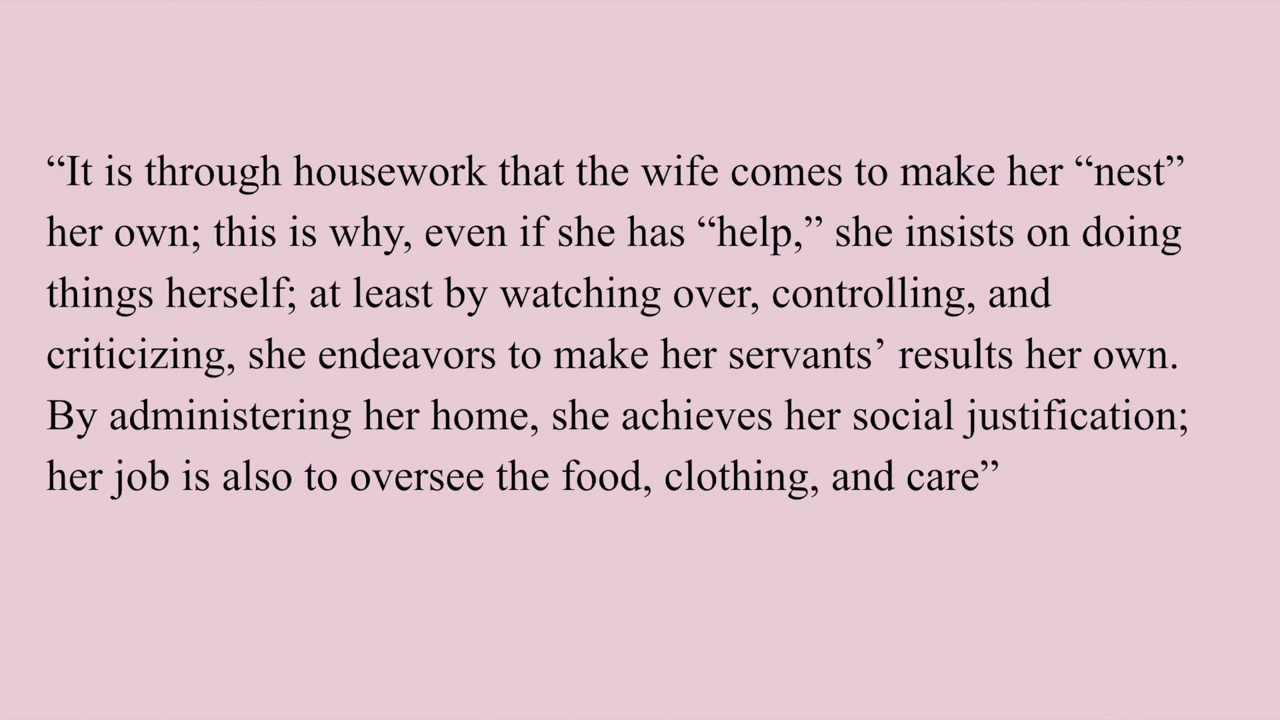 “It is through housework that the wife comes to make her “nest”
her own; this is why, even if she has “help,” she insists on doing
things herself; at least by watching over, controlling, and
criticizing, she endeavors to make her servants’ results her own.
By administering her home, she achieves her social justification;
her job is also to oversee the food, clothing, and care”